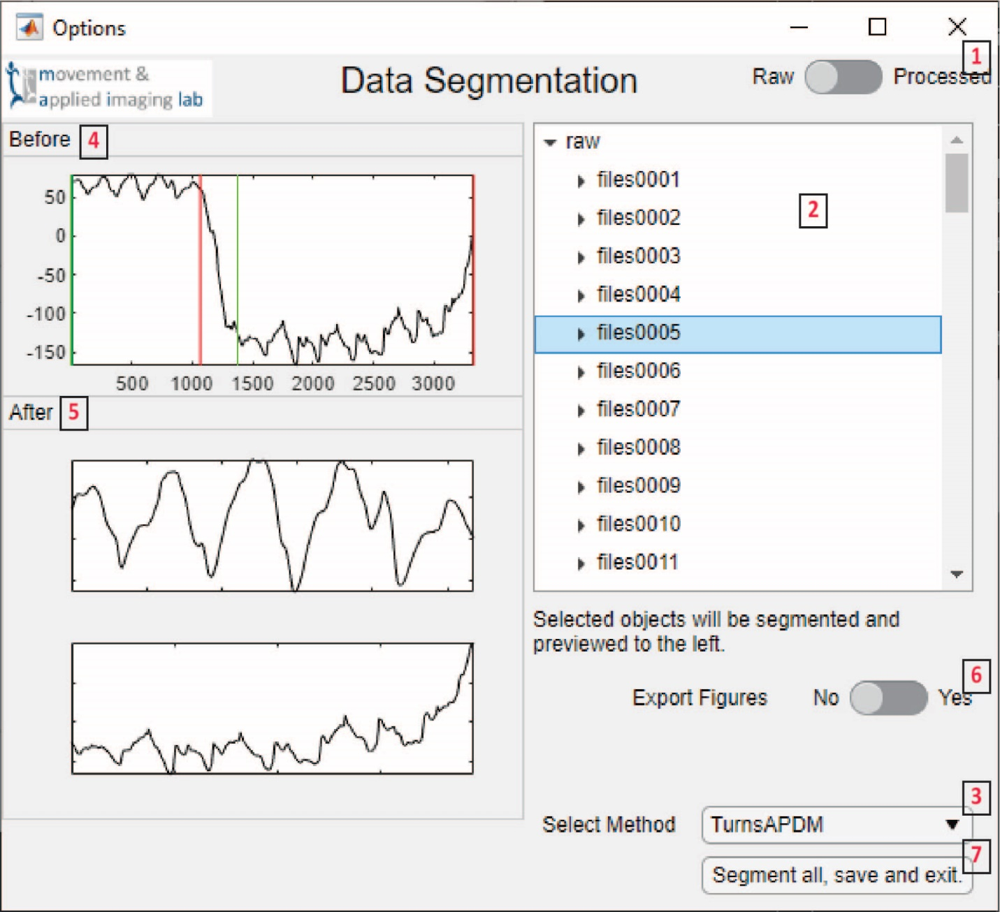 Options
1
movement &
applied imaging lab
Data Segmentation
Raw
Processed
Before
4
50
0
-50
-100
-150
500 1000 1500 2000 2500 3000
After
5
raw
files0001
2
files0002
files0003
files0004
files0005
files0006
files0007
files0008
files0009
files0010
files0011
Selected objects will be segmented and
previewed to the left.
6
Export Figures No Yes
3
Select Method TurnsAPDM
7
Segment all, save and exit.